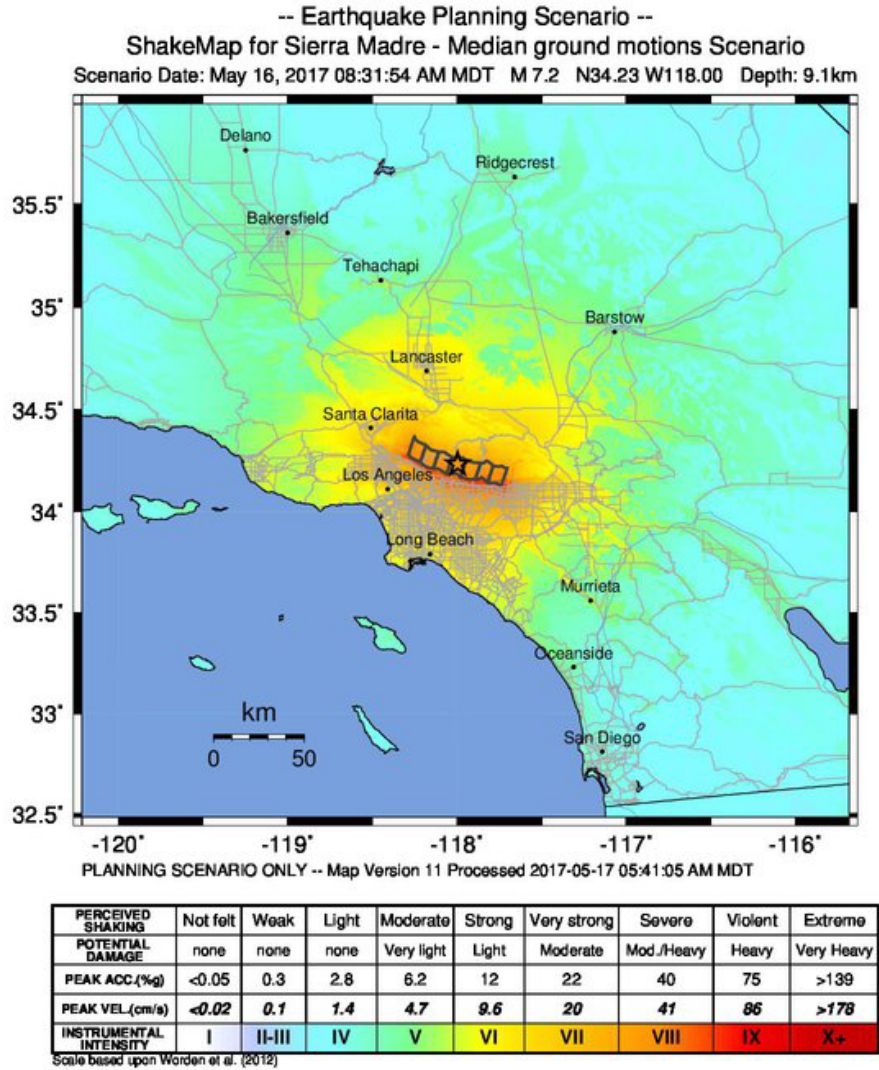 -- Earthquake Planning Scenario --
ShakeMap for Sierra Madre - Median ground motions Scenario
Scenario Date: May 16, 2017 08:31:54 AM MDT M 7.2 N34.23 W118.00 Depth: 9.1km
Delano
Ridgecrest
35.5˚
Bakersfield
Tehachapi
35˚
Barstow
Lancaster
34.5˚
Santa Clarita
Los Angeles
34˚
Long Beach
Murrieta
33.5˚
Oceanside
33˚
km
San Diego
0 50
32.5˚
-120˚ -119˚ -118˚ -117˚ -116˚
PLANNING SCENARIO ONLY -- Map Version 11 Processed 2017-05-17 05:41:05 AM MDT
PERCEIVED SHAKING Not felt Weak Light Moderate Strong Very strong Severe Violent Extreme
POTENTIAL DAMAGE none none none Very light Light Moderate Mod./Heavy Heavy Very Heavy
PEAK ACC.(%g) <0.05 0.3 2.8 6.2 12 22 40 75 >139
PEAK VEL.(cm/s) <0.02 0.1 1.4 4.7 9.6 20 41 86 >178
INSTRUMENTAL INTENSITY I II-III IV V VI VII VIII IX X+
Scale based upon Worden et al. (2012)